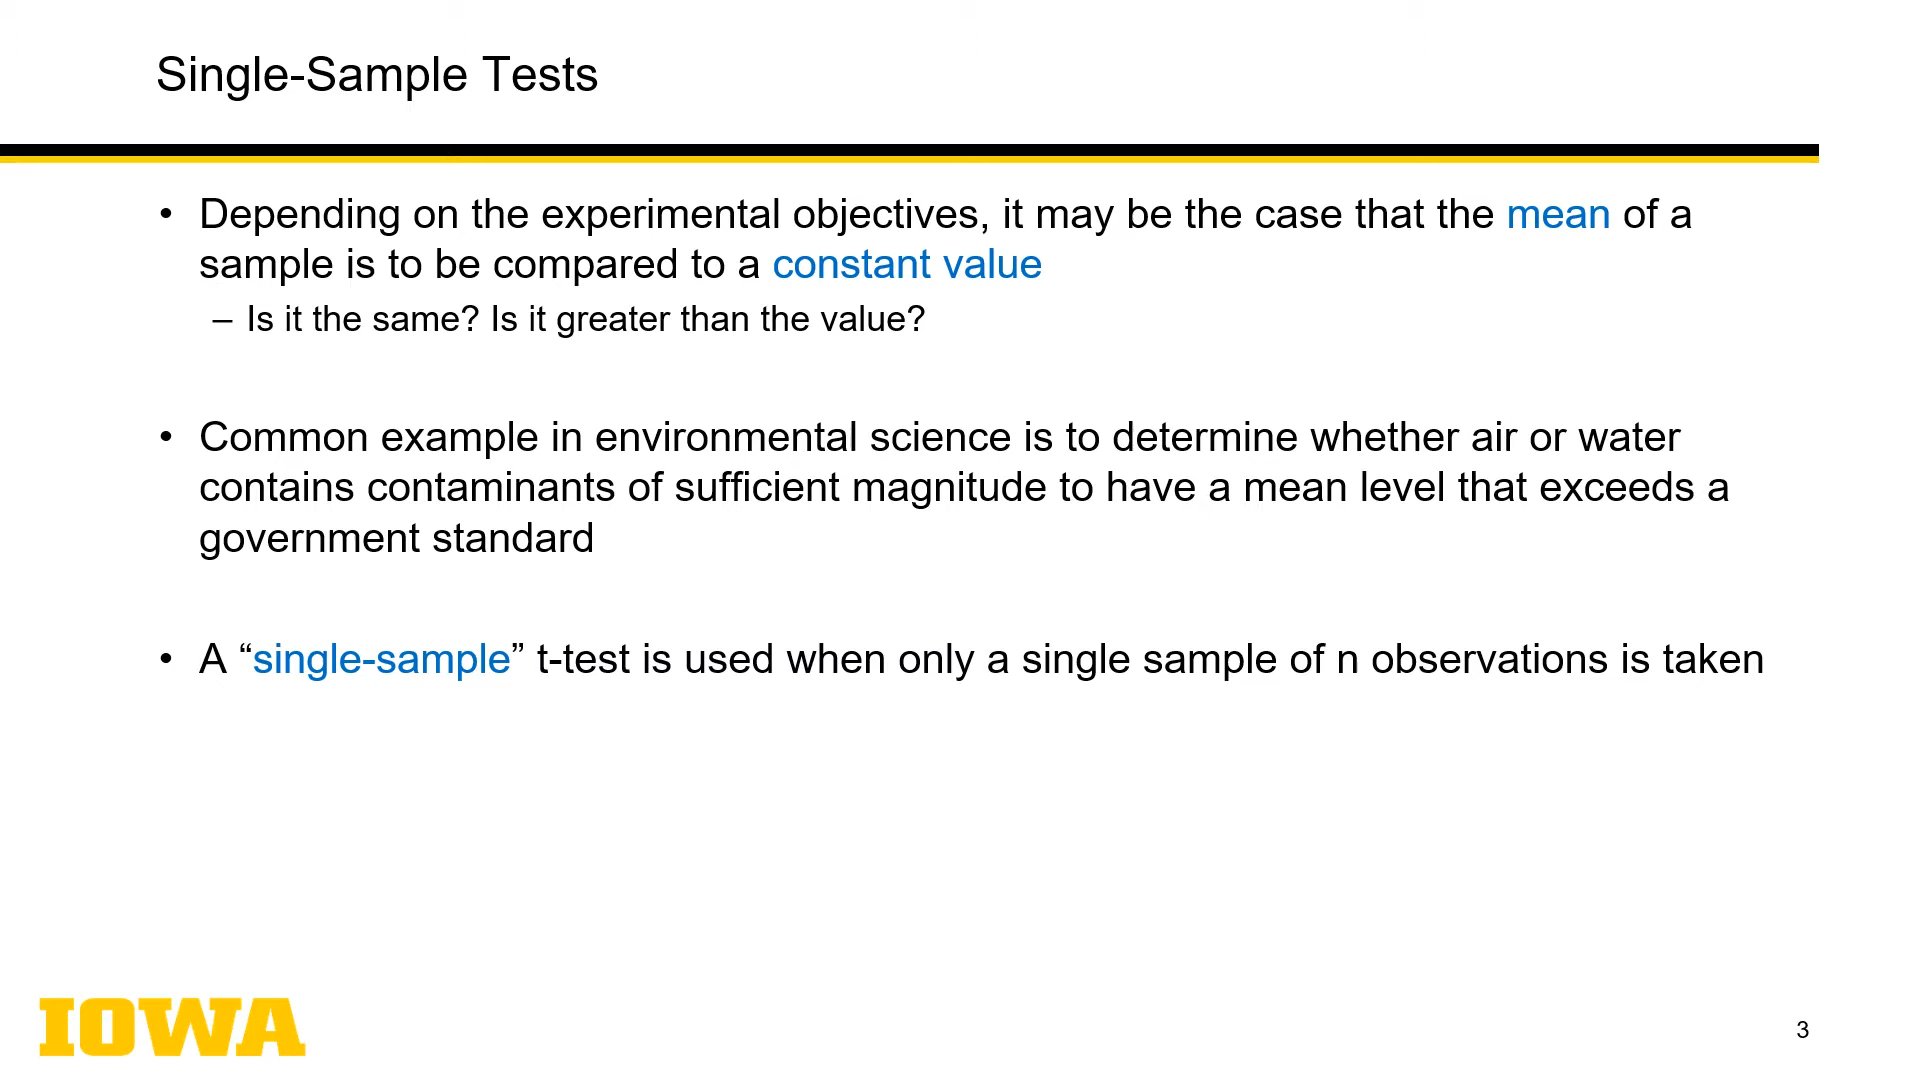 Single-Sample Tests
• Depending on the experimental objectives, it may be the case that the mean of a
sample is to be compared to a constant value
– Is it the same? Is it greater than the value?
• Common example in environmental science is to determine whether air or water
contains contaminants of sufficient magnitude to have a mean level that exceeds a
government standard
• A “single-sample” t-test is used when only a single sample of n observations is taken
IOWA
3